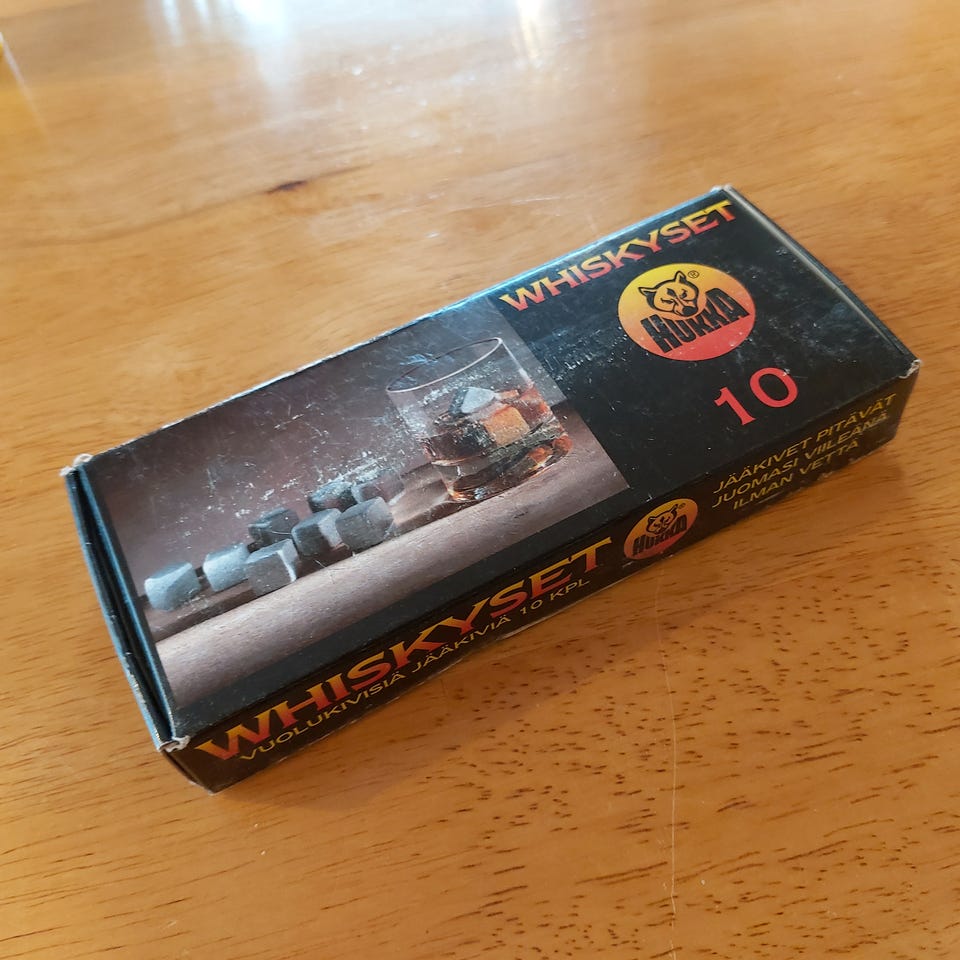 WHISKYSET
HUKKA®
10
WHISKYSET
VUOLUKIVISIÄ JÄÄKIVIÄ 10 KPL
HUKKA
JÄÄKIVET PITÄVÄT
JUOMASI VIILEÄNÄ
ILMAN VETTÄ